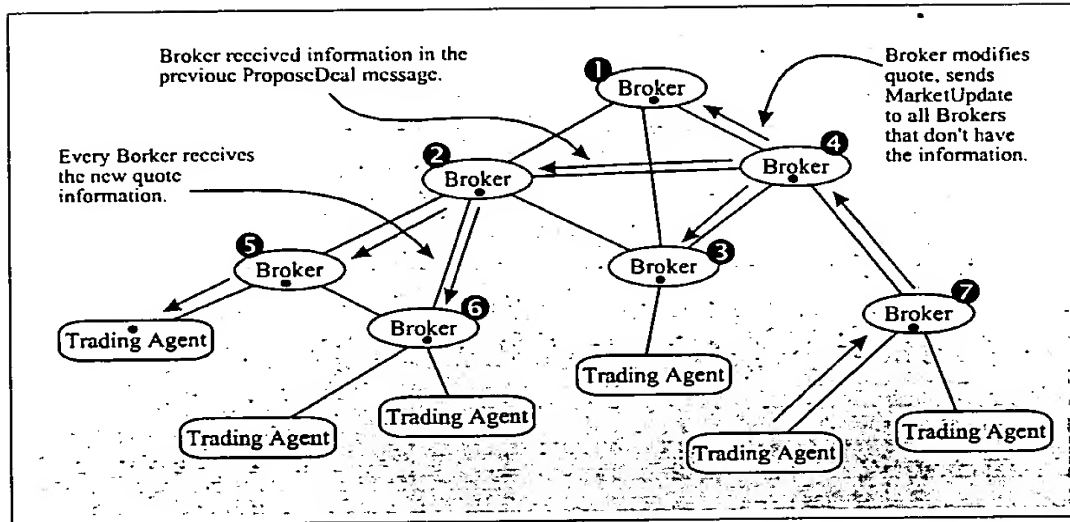 Broker received information in the
previous ProposeDeal message.
Broker modifies
quote, sends
MarketUpdate
to all Brokers
that don't have
the information.
Every Borker receives
the new quote
information.
1
Broker
2
Broker
4
Broker
5
Broker
3
Broker
6
Broker
7
Broker
Trading Agent
Trading Agent
Trading Agent
Trading Agent
Trading Agent
Trading Agent